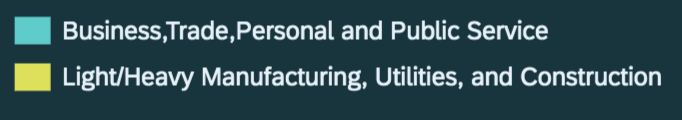 Business,Trade,Personal and Public Service
Light/Heavy Manufacturing, Utilities, and Construction